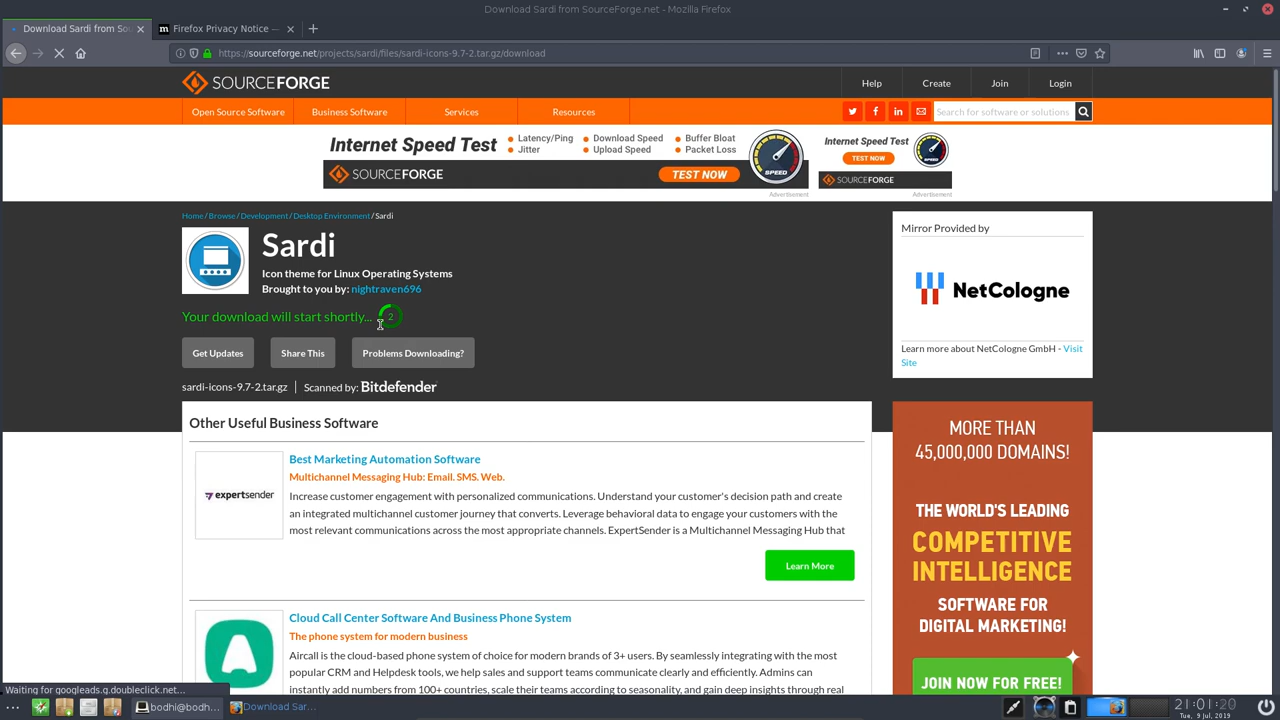 Download Sardi from SourceForge.net - Mozilla Firefox
Download Sardi from Sou
Firefox Privacy Notice —
https://sourceforge.net/projects/sardi/files/sardi-icons-9.7-2.tar.gz/download
SOURCEFORGE
Help
Create
Join
Login
Open Source Software
Business Software
Services
Resources
Search for software or solutions
Internet Speed Test
Latency/Ping
Download Speed
Buffer Bloat
Jitter
Upload Speed
Packet Loss
SOURCEFORGE
TEST NOW
SPEED
Advertisement
Internet Speed Test
TEST NOW
SPEED
SOURCEFORGE
Advertisement
Home / Browse / Development / Desktop Environment / Sardi
Sardi
Icon theme for Linux Operating Systems
Brought to you by: nightraven696
Your download will start shortly... 2
Get Updates
Share This
Problems Downloading?
sardi-icons-9.7-2.tar.gz
Scanned by: Bitdefender
Mirror Provided by
NetCologne
Learn more about NetCologne GmbH - Visit
Site
Other Useful Business Software
expertsender
Best Marketing Automation Software
Multichannel Messaging Hub: Email. SMS. Web.
Increase customer engagement with personalized communications. Understand your customer's decision path and create
an integrated multichannel customer journey that converts. Leverage behavioral data to engage your customers with the
most relevant communications across the most appropriate channels. ExpertSender is a Multichannel Messaging Hub that
Learn More
Cloud Call Center Software And Business Phone System
The phone system for modern business
Aircall is the cloud-based phone system of choice for modern brands of 3+ users. By seamlessly integrating with the most
popular CRM and Helpdesk tools, we help sales and support teams communicate clearly and efficiently. Admins can
instantly add numbers from 100+ countries, scale their teams according to seasonality, and gain deep insights through real
MORE THAN
45,000,000 DOMAINS!
THE WORLD'S LEADING
COMPETITIVE
INTELLIGENCE
SOFTWARE FOR
DIGITAL MARKETING!
JOIN NOW FOR FREE!
Waiting for googleads.g.doubleclick.net...
bodhi@bodh...
Download Sar...
21:01:20
Tue, 9 Jul, 2019